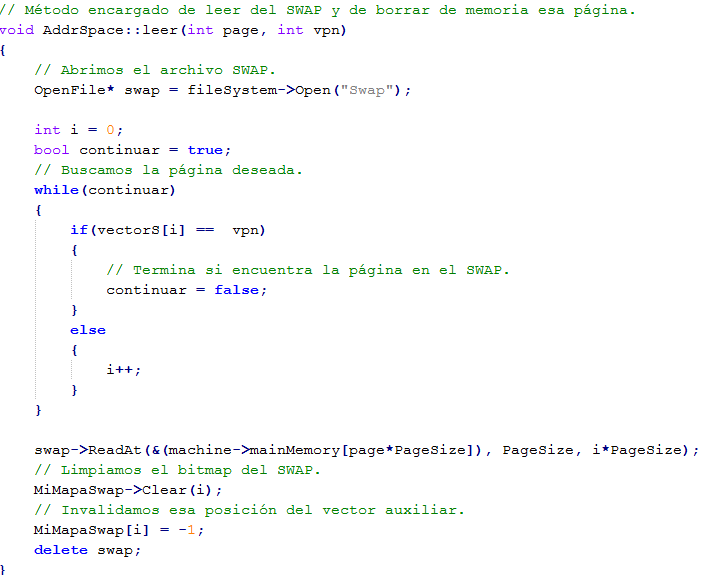 // Método encargado de leer del SWAP y de borrar de memoria esa página.
void AddrSpace::leer(int page, int vpn)
{
    // Abrimos el archivo SWAP.
    OpenFile* swap = fileSystem->Open("Swap");

    int i = 0;
    bool continuar = true;
    // Buscamos la página deseada.
    while(continuar)
    {
        if(vectorS[i] ==  vpn)
        {
            // Termina si encuentra la página en el SWAP.
            continuar = false;
        }
        else
        {
            i++;
        }
    }

    swap->ReadAt(&(machine->mainMemory[page*PageSize]), PageSize, i*PageSize);
    // Limpiamos el bitmap del SWAP.
    MiMapaSwap->Clear(i);
    // Invalidamos esa posición del vector auxiliar.
    MiMapaSwap[i] = -1;
    delete swap;
}